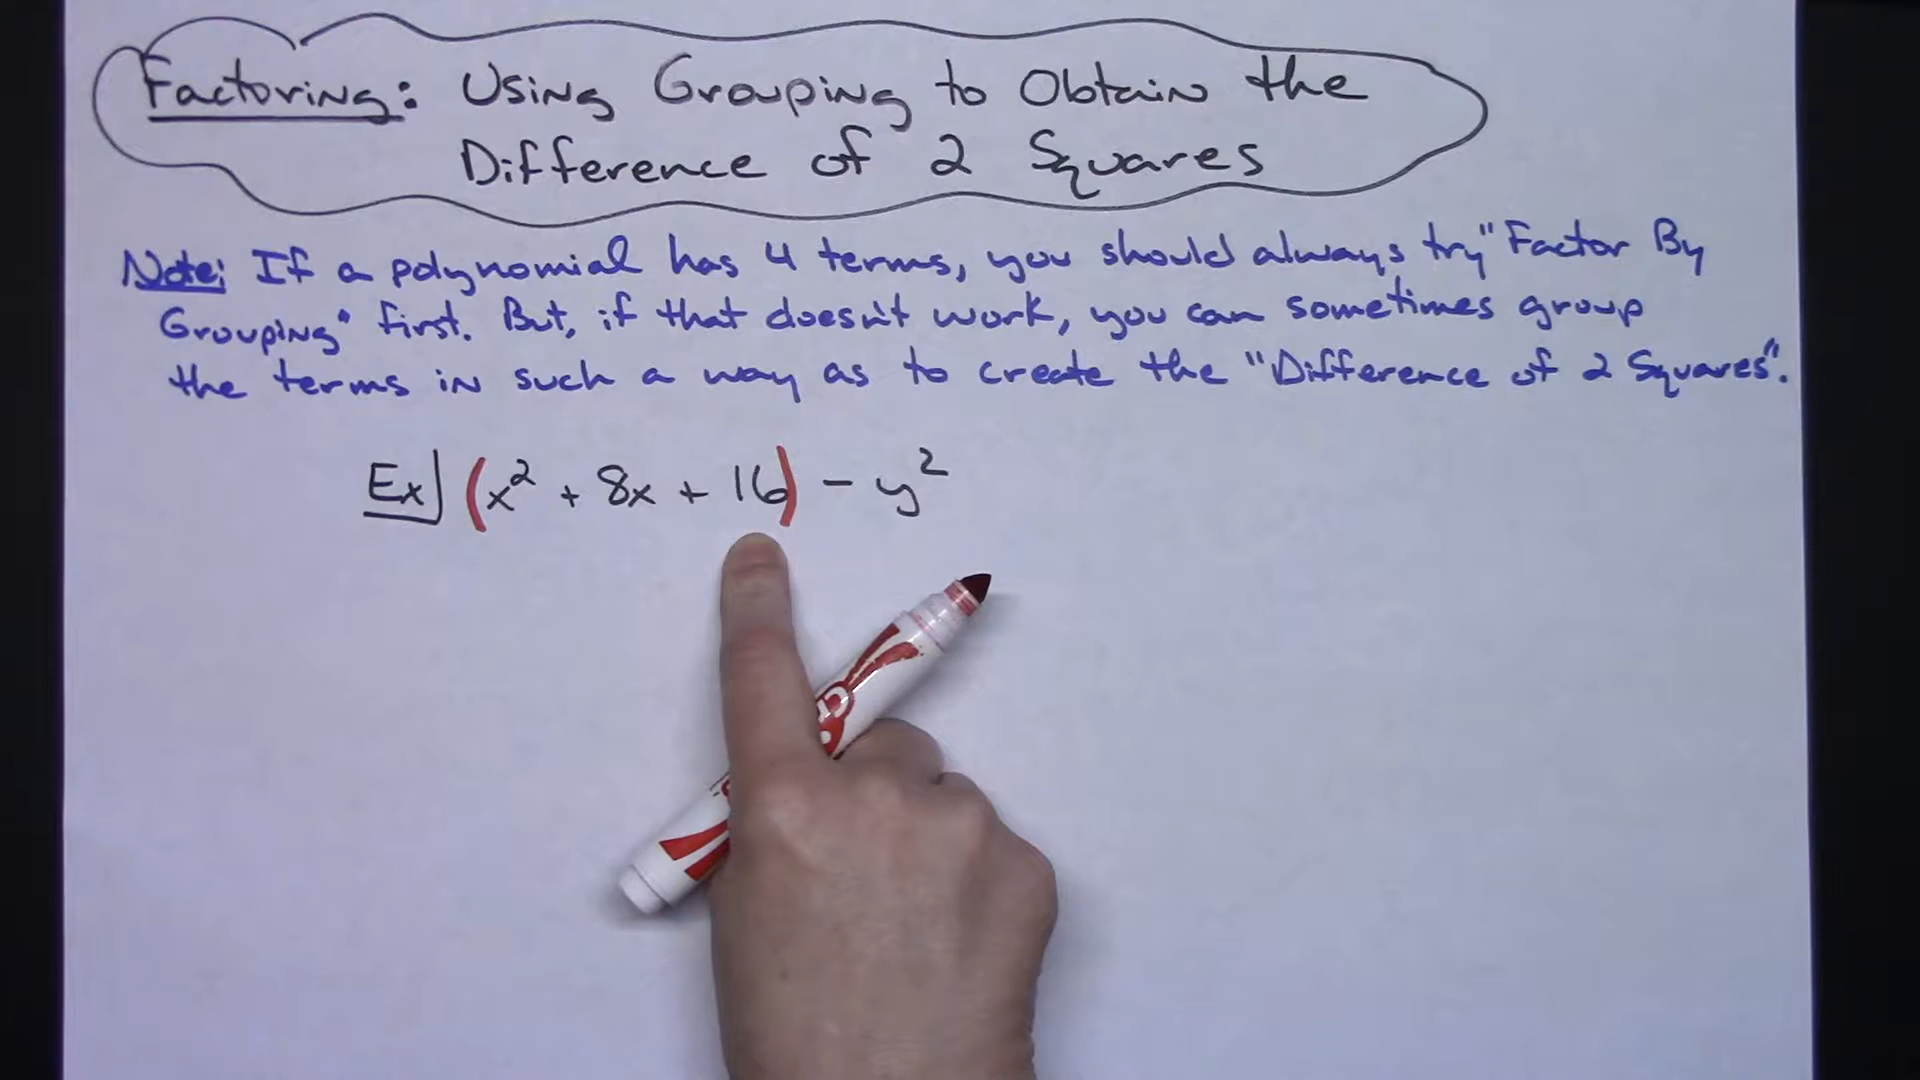 Factoring: Using Grouping to Obtain the
Difference of 2 Squares
Note: If a polynomial has 4 terms, you should always try "Factor By
Grouping" first. But, if that doesn't work, you can sometimes group
the terms in such a way as to create the "Difference of 2 Squares".
Ex] (x² + 8x + 16) - y²